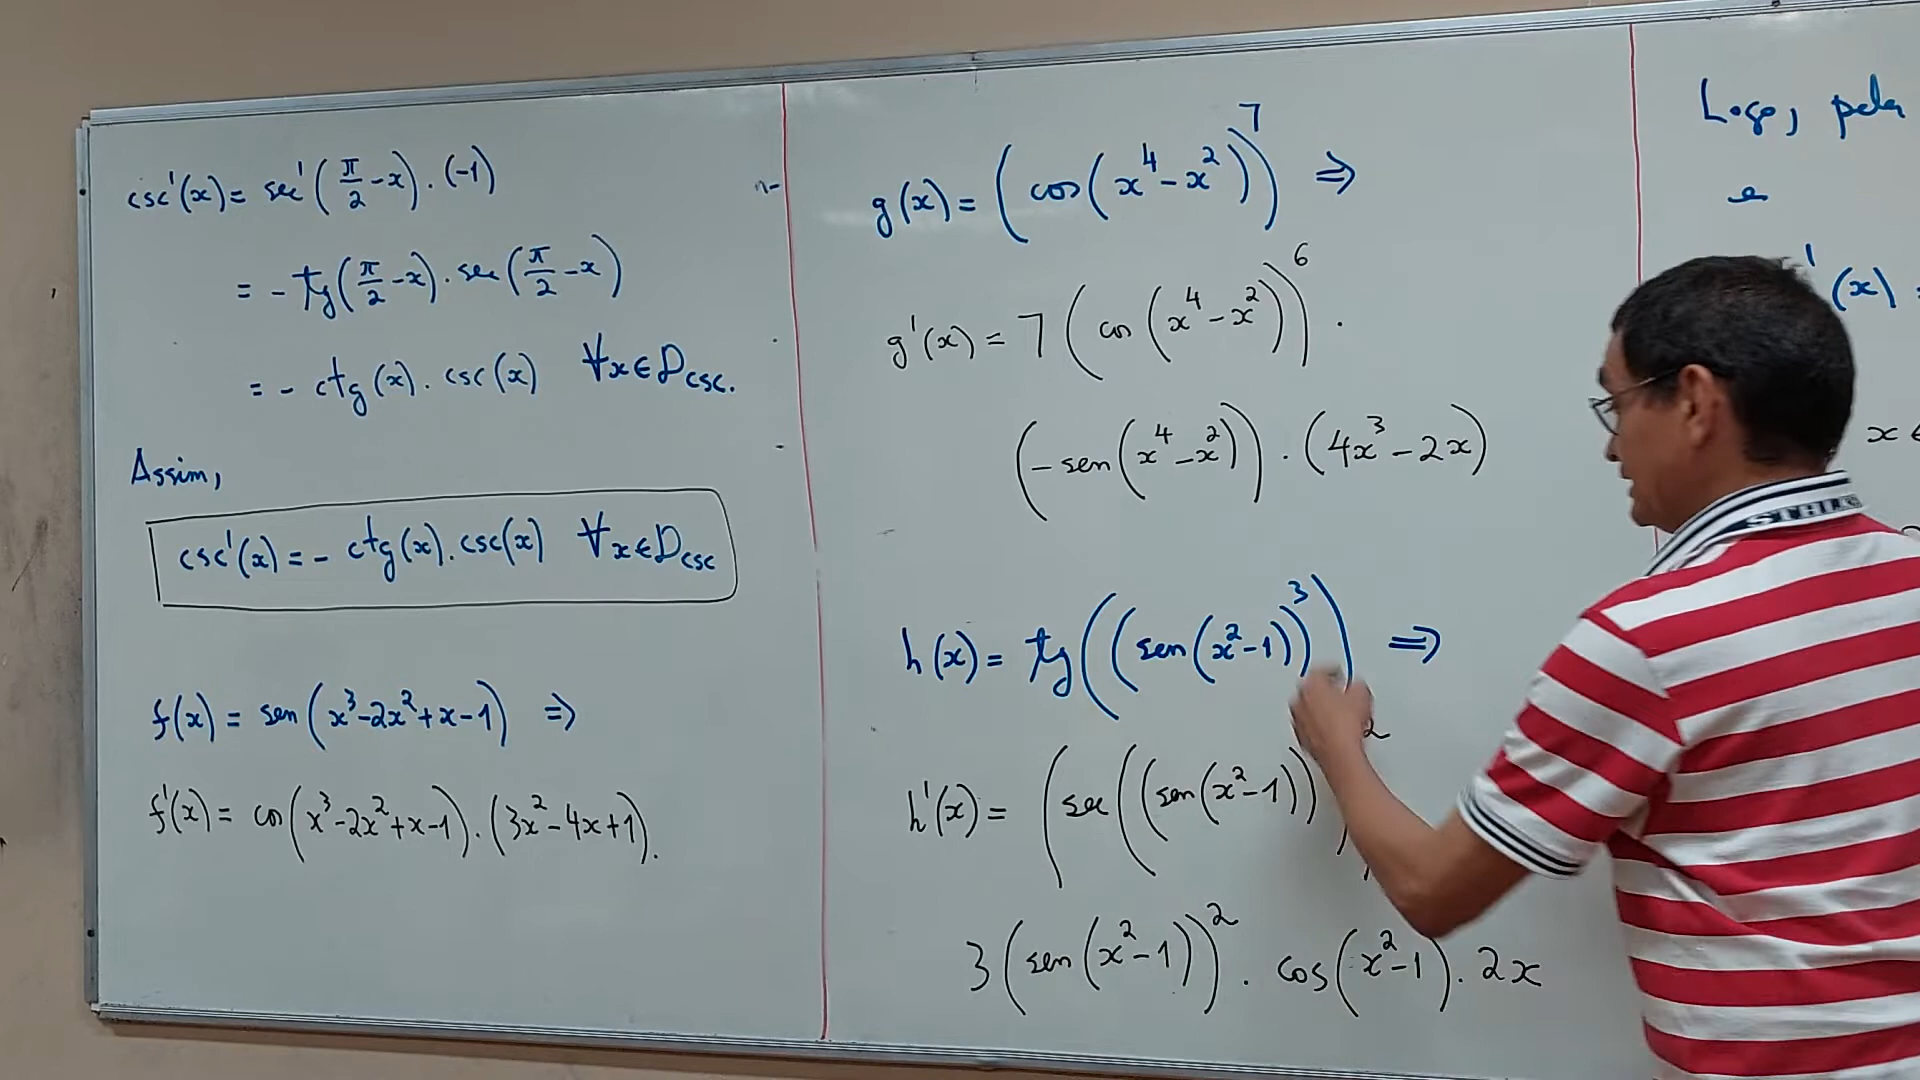 csc'(x) = sec'(π/2 - x) . (-1)
= - tg(π/2 - x) . sec(π/2 - x)
= - ctg(x) . csc(x) ∀x∈D_csc.
Assim,
csc'(x) = - ctg(x) . csc(x) ∀x∈D_csc
f(x) = sen(x³-2x²+x-1) ⇒
f'(x) = cos(x³-2x²+x-1) . (3x²-4x+1).
g(x) = (cos(x⁴-x²))⁷ ⇒
g'(x) = 7(cos(x⁴-x²))⁶ .
(-sen(x⁴-x²)) . (4x³-2x)
h(x) = tg((sen(x²-1))³) ⇒
h'(x) = (sec((sen(x²-1)) 2
3(sen(x²-1))² . cos(x²-1) . 2x
Logo, pela
e
'(x) =
x ∈